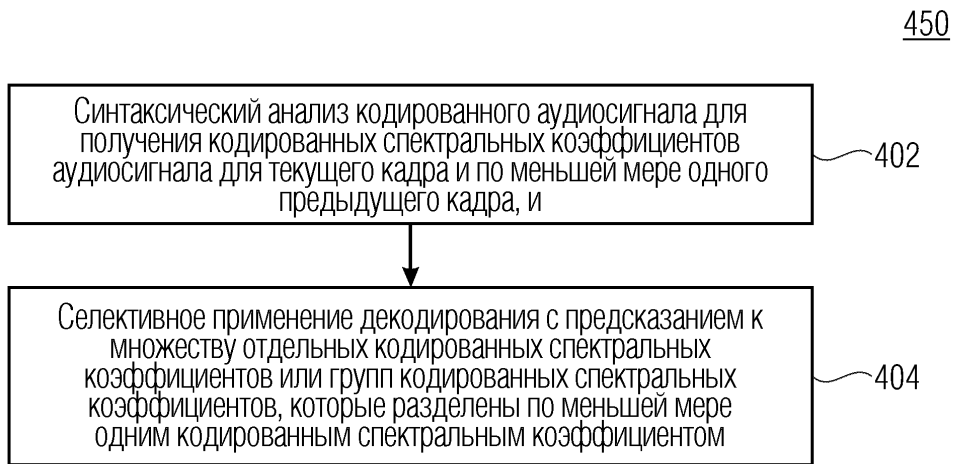 450
Синтаксический анализ кодированного аудиосигнала для
получения кодированных спектральных коэффициентов
аудиосигнала для текущего кадра и по меньшей мере одного
предыдущего кадра, и
402
Селективное применение декодирования с предсказанием к
множеству отдельных кодированных спектральных
коэффициентов или групп кодированных спектральных
коэффициентов, которые разделены по меньшей мере
одним кодированным спектральным коэффициентом
404